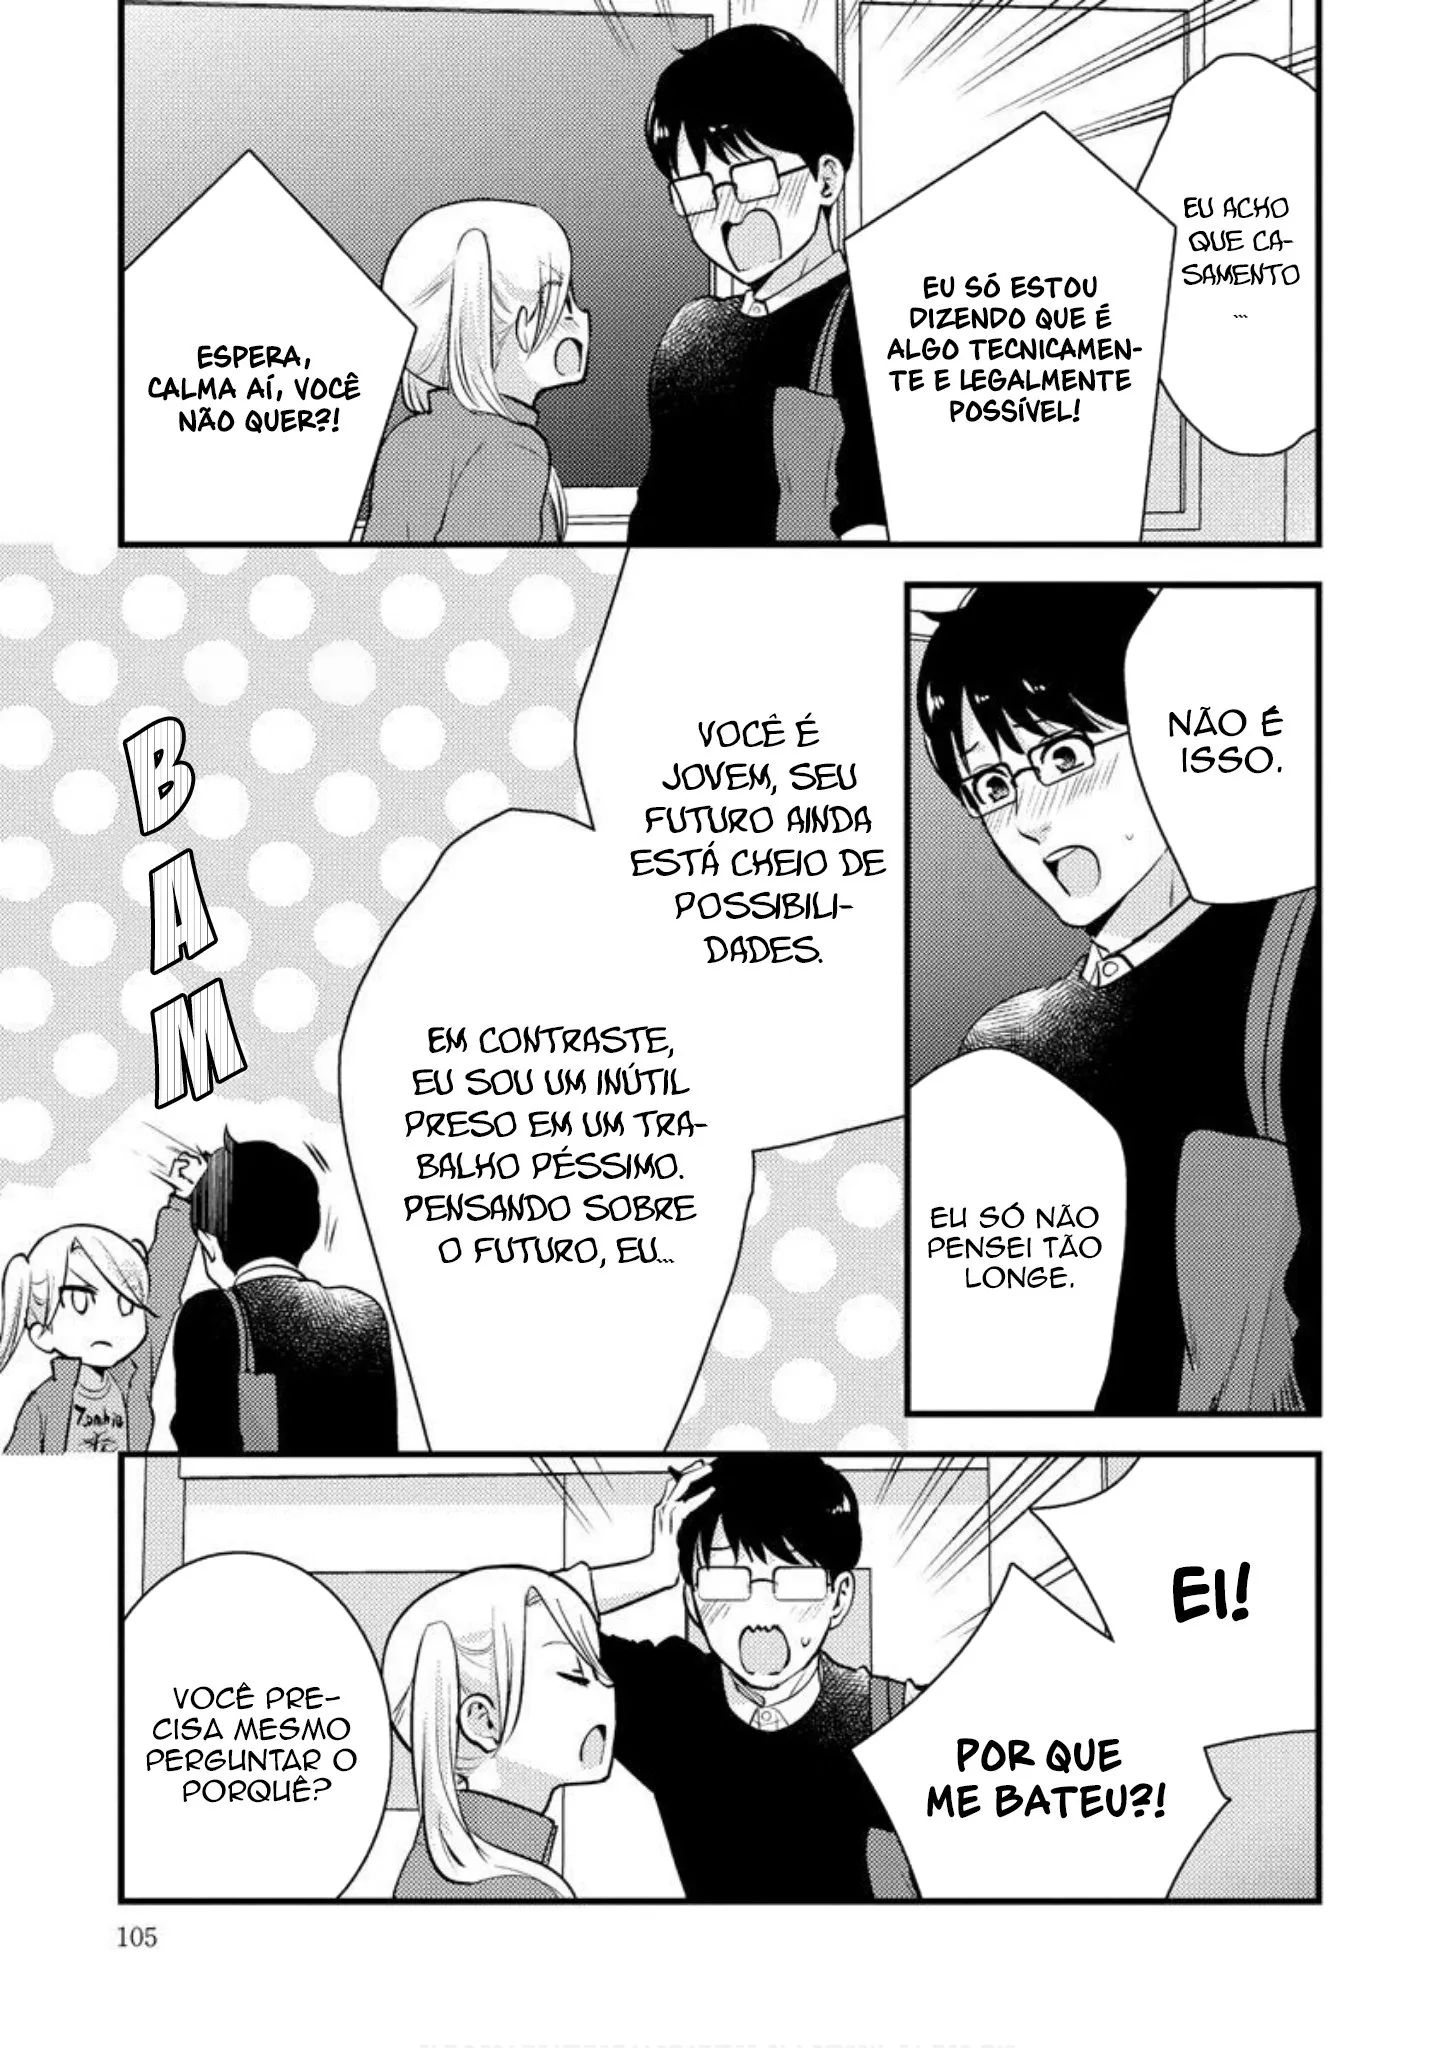 EU ACHO
QUE CA-
SAMENTO
...
EU SÓ ESTOU
DIZENDO QUE É
ALGO TECNICAMEN-
TE E LEGALMENTE
POSSÍVEL!
ESPERA,
CALMA AÍ, VOCÊ
NÃO QUER?!
NÃO É
ISSO.
EU SÓ NÃO
PENSEI TÃO
LONGE.
VOCÊ É
JOVEM, SEU
FUTURO AINDA
ESTÁ CHEIO DE
POSSIBILI-
DADES.
EM CONTRASTE,
EU SOU UM INÚTIL
PRESO EM UM TRA-
BALHO PÉSSIMO.
PENSANDO SOBRE
O FUTURO, EU...
BAM
Zombie
EI!
POR QUE
ME BATEU?!
VOCÊ PRE-
CISA MESMO
PERGUNTAR O
PORQUÊ?
105